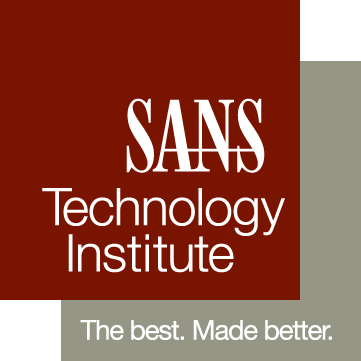 SANS
Technology
Institute
The best. Made better.